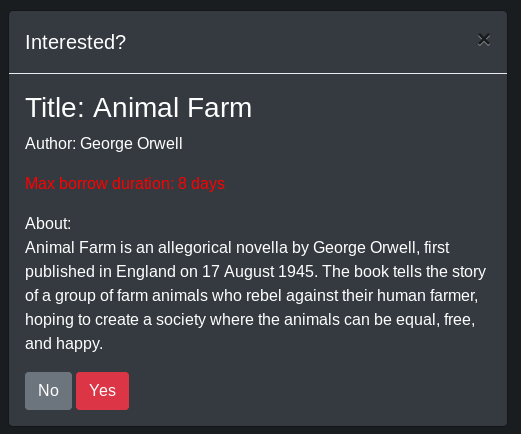 Interested?
×
Title: Animal Farm
Author: George Orwell
Max borrow duration: 8 days
About:
Animal Farm is an allegorical novella by George Orwell, first
published in England on 17 August 1945. The book tells the story
of a group of farm animals who rebel against their human farmer,
hoping to create a society where the animals can be equal, free,
and happy.
No Yes